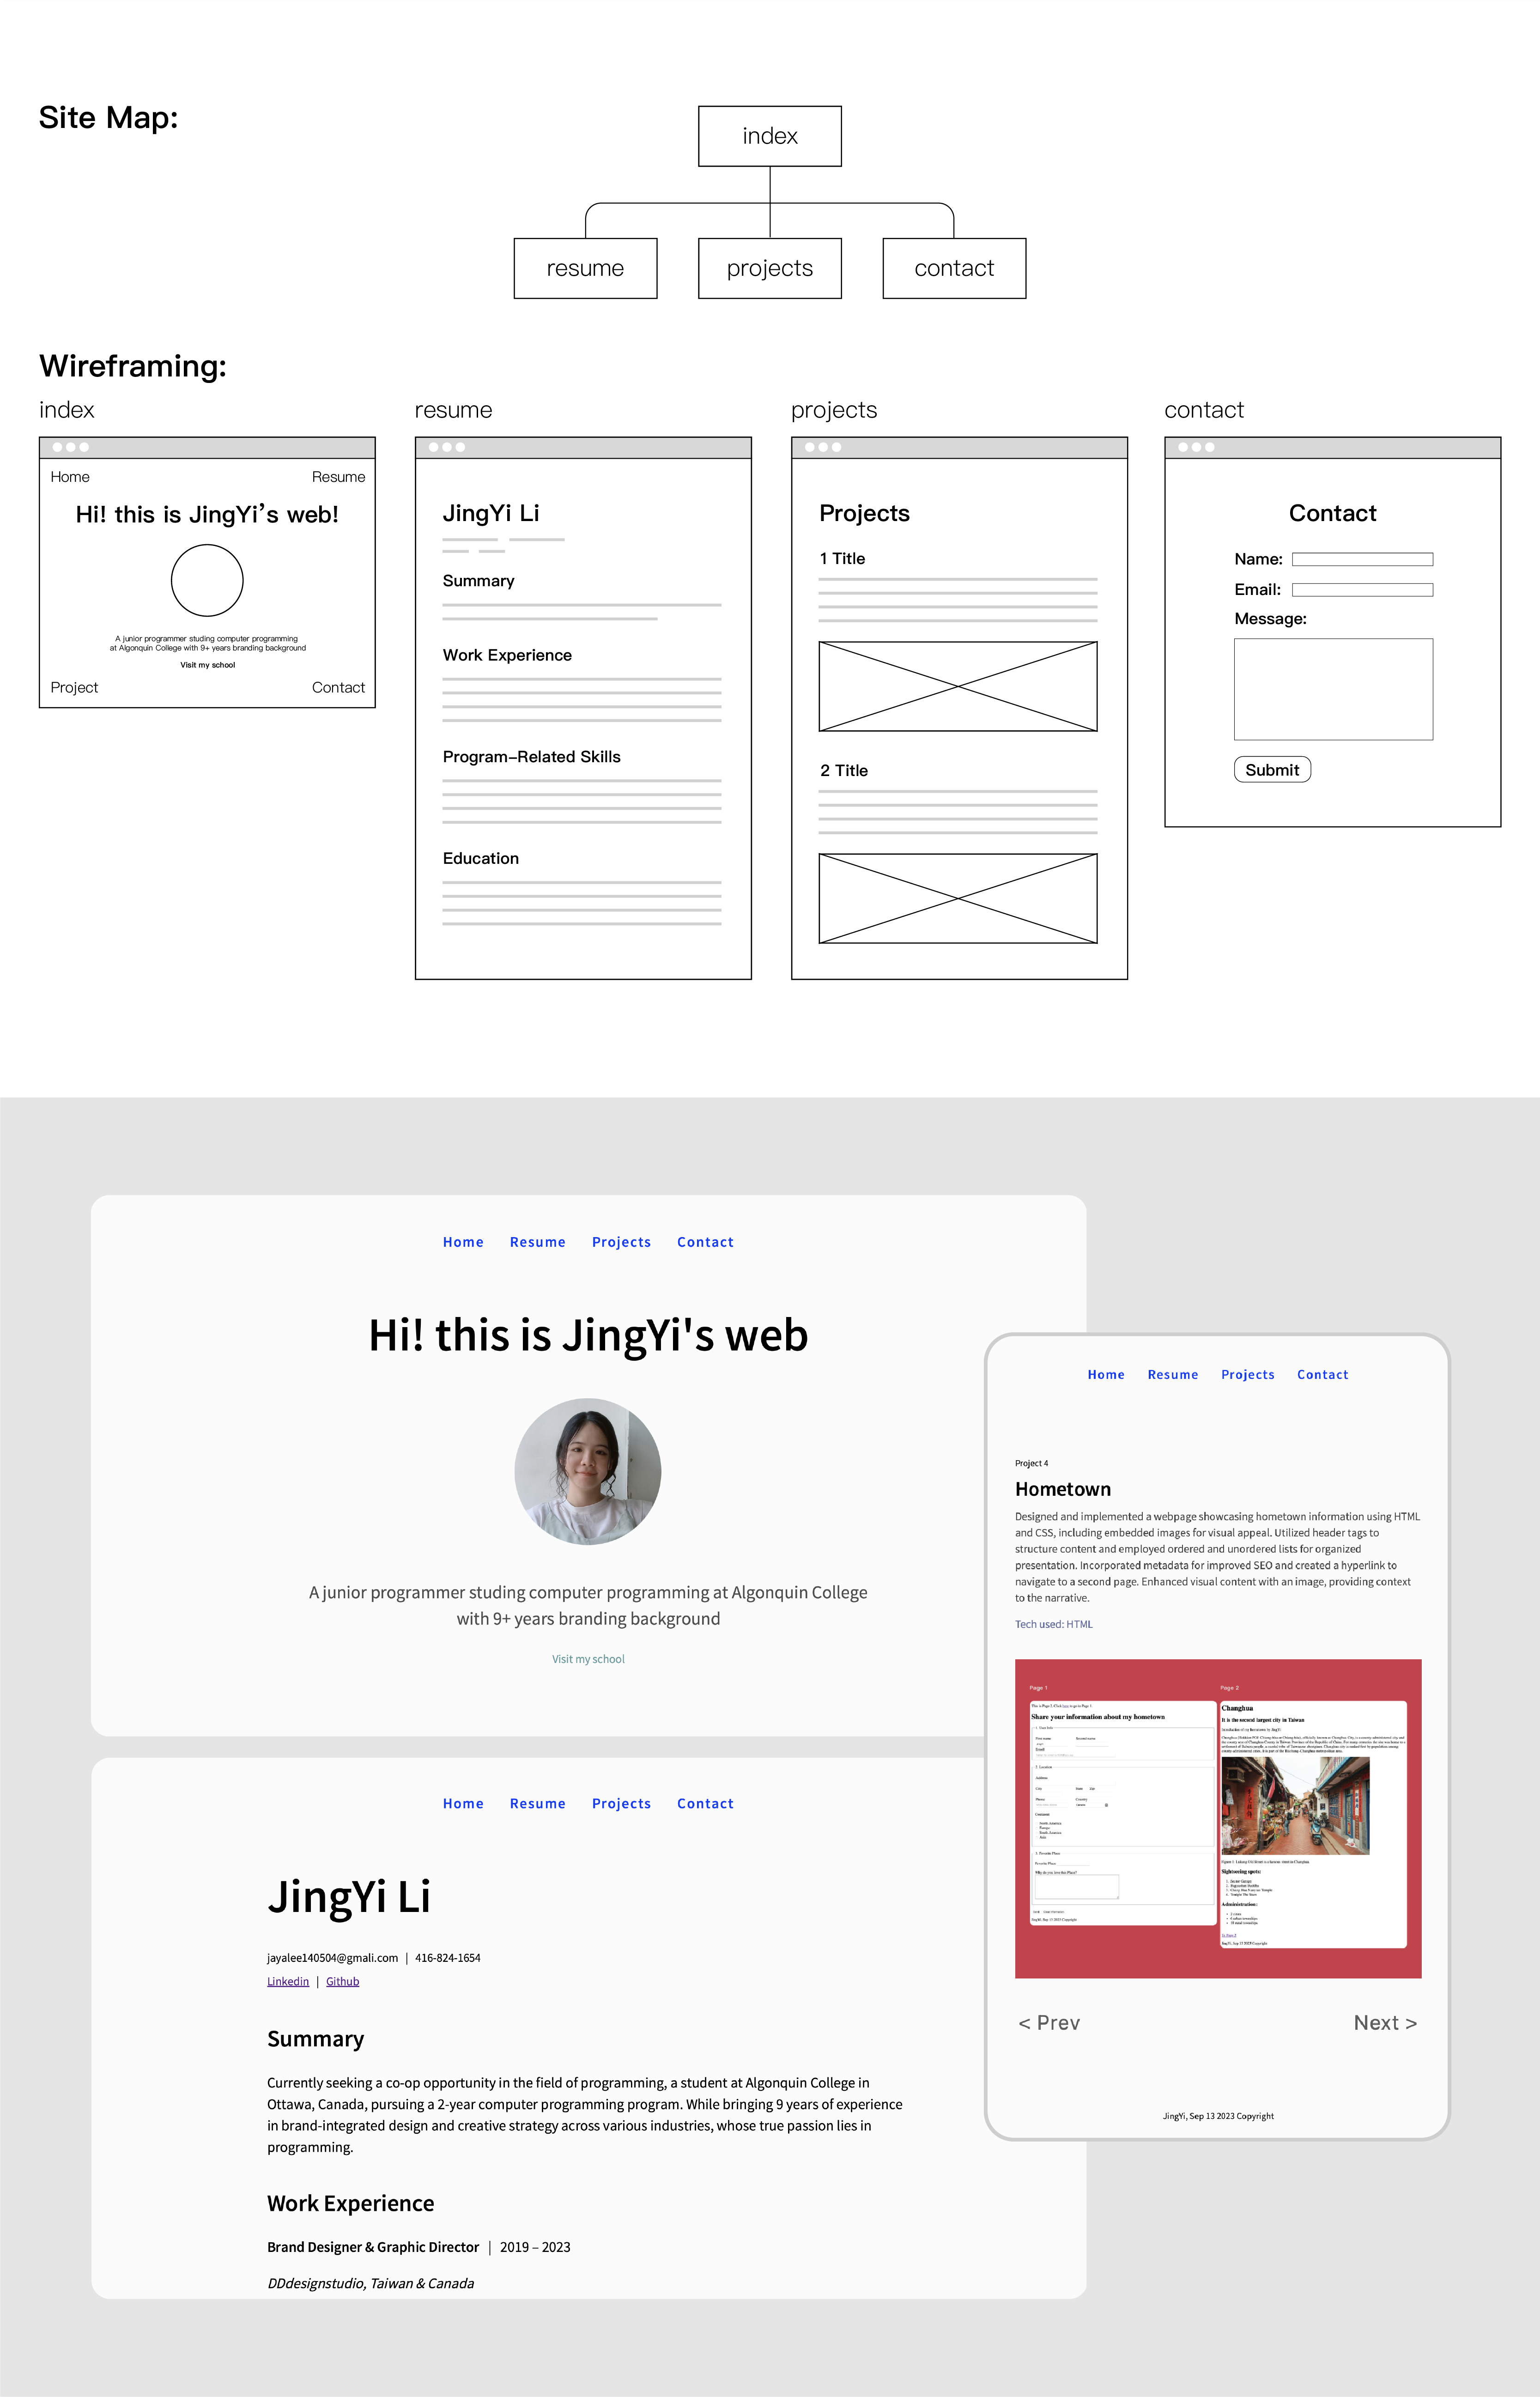 Site Map:
index
resume
projects
contact
Wireframing:
index
Home
Resume
Hi! this is JingYi's web!
A junior programmer studing computer programming
at Algonquin College with 9+ years branding background
Visit my school
Project
Contact
resume
JingYi Li
Summary
Work Experience
Program-Related Skills
Education
projects
Projects
1 Title
2 Title
contact
Contact
Name:
Email:
Message:
Submit
Home Resume Projects Contact
Hi! this is JingYi's web
A junior programmer studing computer programming at Algonquin College
with 9+ years branding background
Visit my school
Home Resume Projects Contact
JingYi Li
jayalee140504@gmali.com | 416-824-1654
Linkedin | Github
Summary
Currently seeking a co-op opportunity in the field of programming, a student at Algonquin College in
Ottawa, Canada, pursuing a 2-year computer programming program. While bringing 9 years of experience
in brand-integrated design and creative strategy across various industries, whose true passion lies in
programming.
Work Experience
Brand Designer & Graphic Director | 2019 – 2023
DDdesignstudio, Taiwan & Canada
Home Resume Projects Contact
Project 4
Hometown
Designed and implemented a webpage showcasing hometown information using HTML
and CSS, including embedded images for visual appeal. Utilized header tags to
structure content and employed ordered and unordered lists for organized
presentation. Incorporated metadata for improved SEO and created a hyperlink to
navigate to a second page. Enhanced visual content with an image, providing context
to the narrative.
Tech used: HTML
Page 1
Share your information about my hometown
Page 2
Changhua
It is the second largest city in Taiwan
Sightseeing spots:
Administration:
< Prev
Next >
JingYi, Sep 13 2023 Copyright